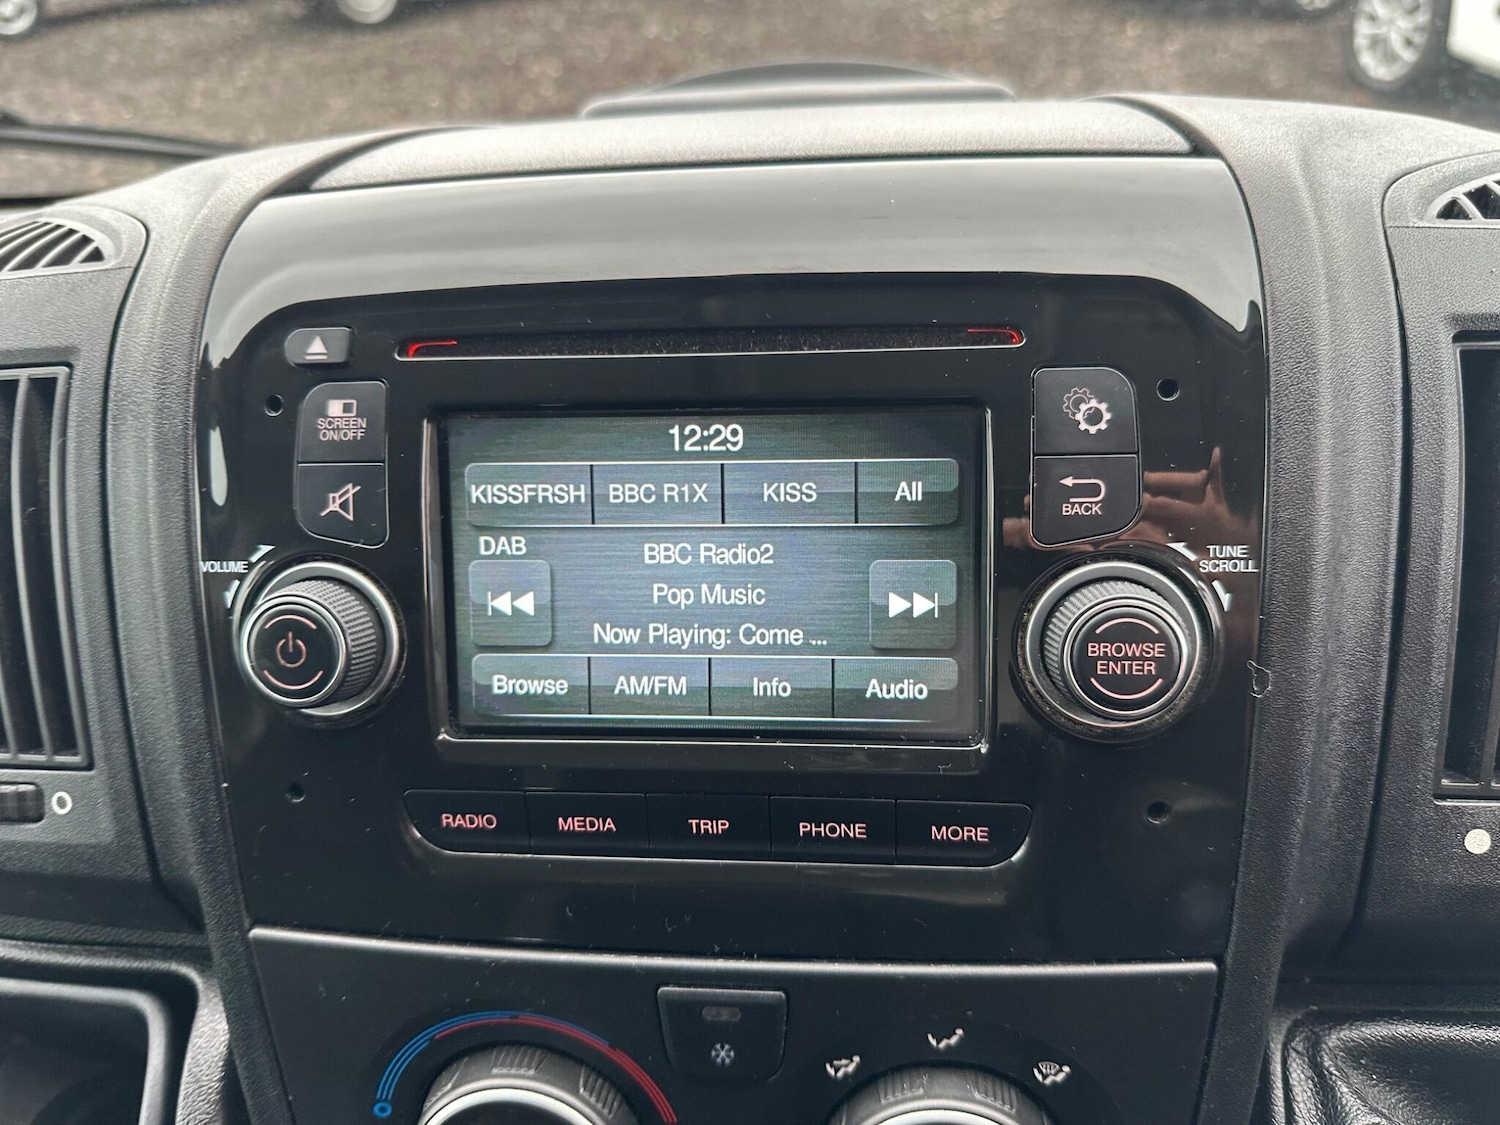 SCREEN
ON/OFF
12:29
KISSFRSH BBC R1X KISS All
DAB
BBC Radio2
Pop Music
Now Playing: Come ...
Browse AM/FM Info Audio
BACK
VOLUME
TUNE
SCROLL
BROWSE
ENTER
RADIO MEDIA TRIP PHONE MORE
O